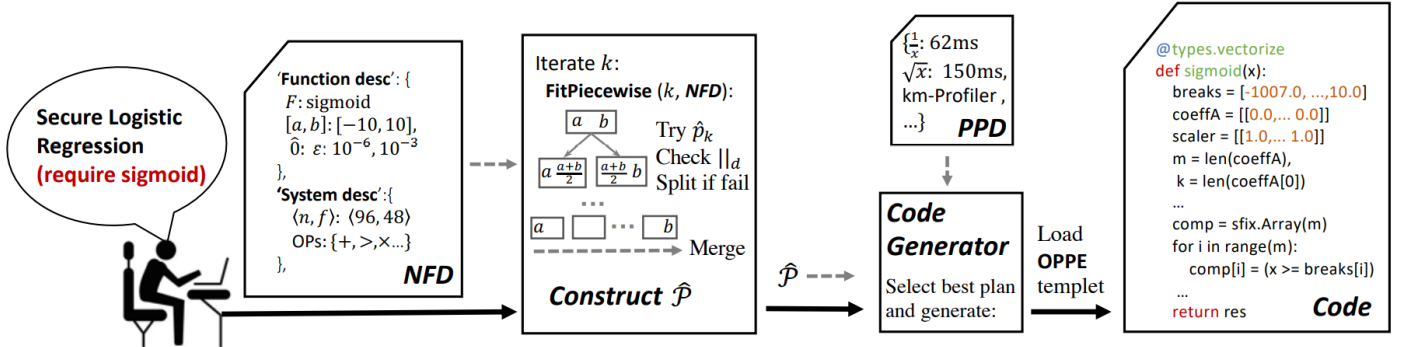 Secure Logistic
Regression
(require sigmoid)
'Function desc': {
F: sigmoid
[a, b]: [−10, 10],
0̂: ε: 10⁻⁶, 10⁻³
},
'System desc':{
⟨n, f⟩: ⟨96, 48⟩
OPs: {+, >,×...}
},
NFD
Iterate k:
FitPiecewise (k, NFD):
a b
a a+b/2
a+b/2 b
Try p̂ₖ
Check ||d
Split if fail
...
a ... b
Merge
Construct 𝒫̂
𝒫̂
{1/x: 62ms
√x: 150ms,
km-Profiler ,
...}
PPD
Code
Generator
Select best plan
and generate:
Load
OPPE
templet
@types.vectorize
def sigmoid(x):
breaks = [-1007.0, ...,10.0]
coeffA = [[0.0,... 0.0]]
scaler = [[1.0,... 1.0]]
m = len(coeffA),
k = len(coeffA[0])
...
comp = sfix.Array(m)
for i in range(m):
comp[i] = (x >= breaks[i])
...
return res
Code